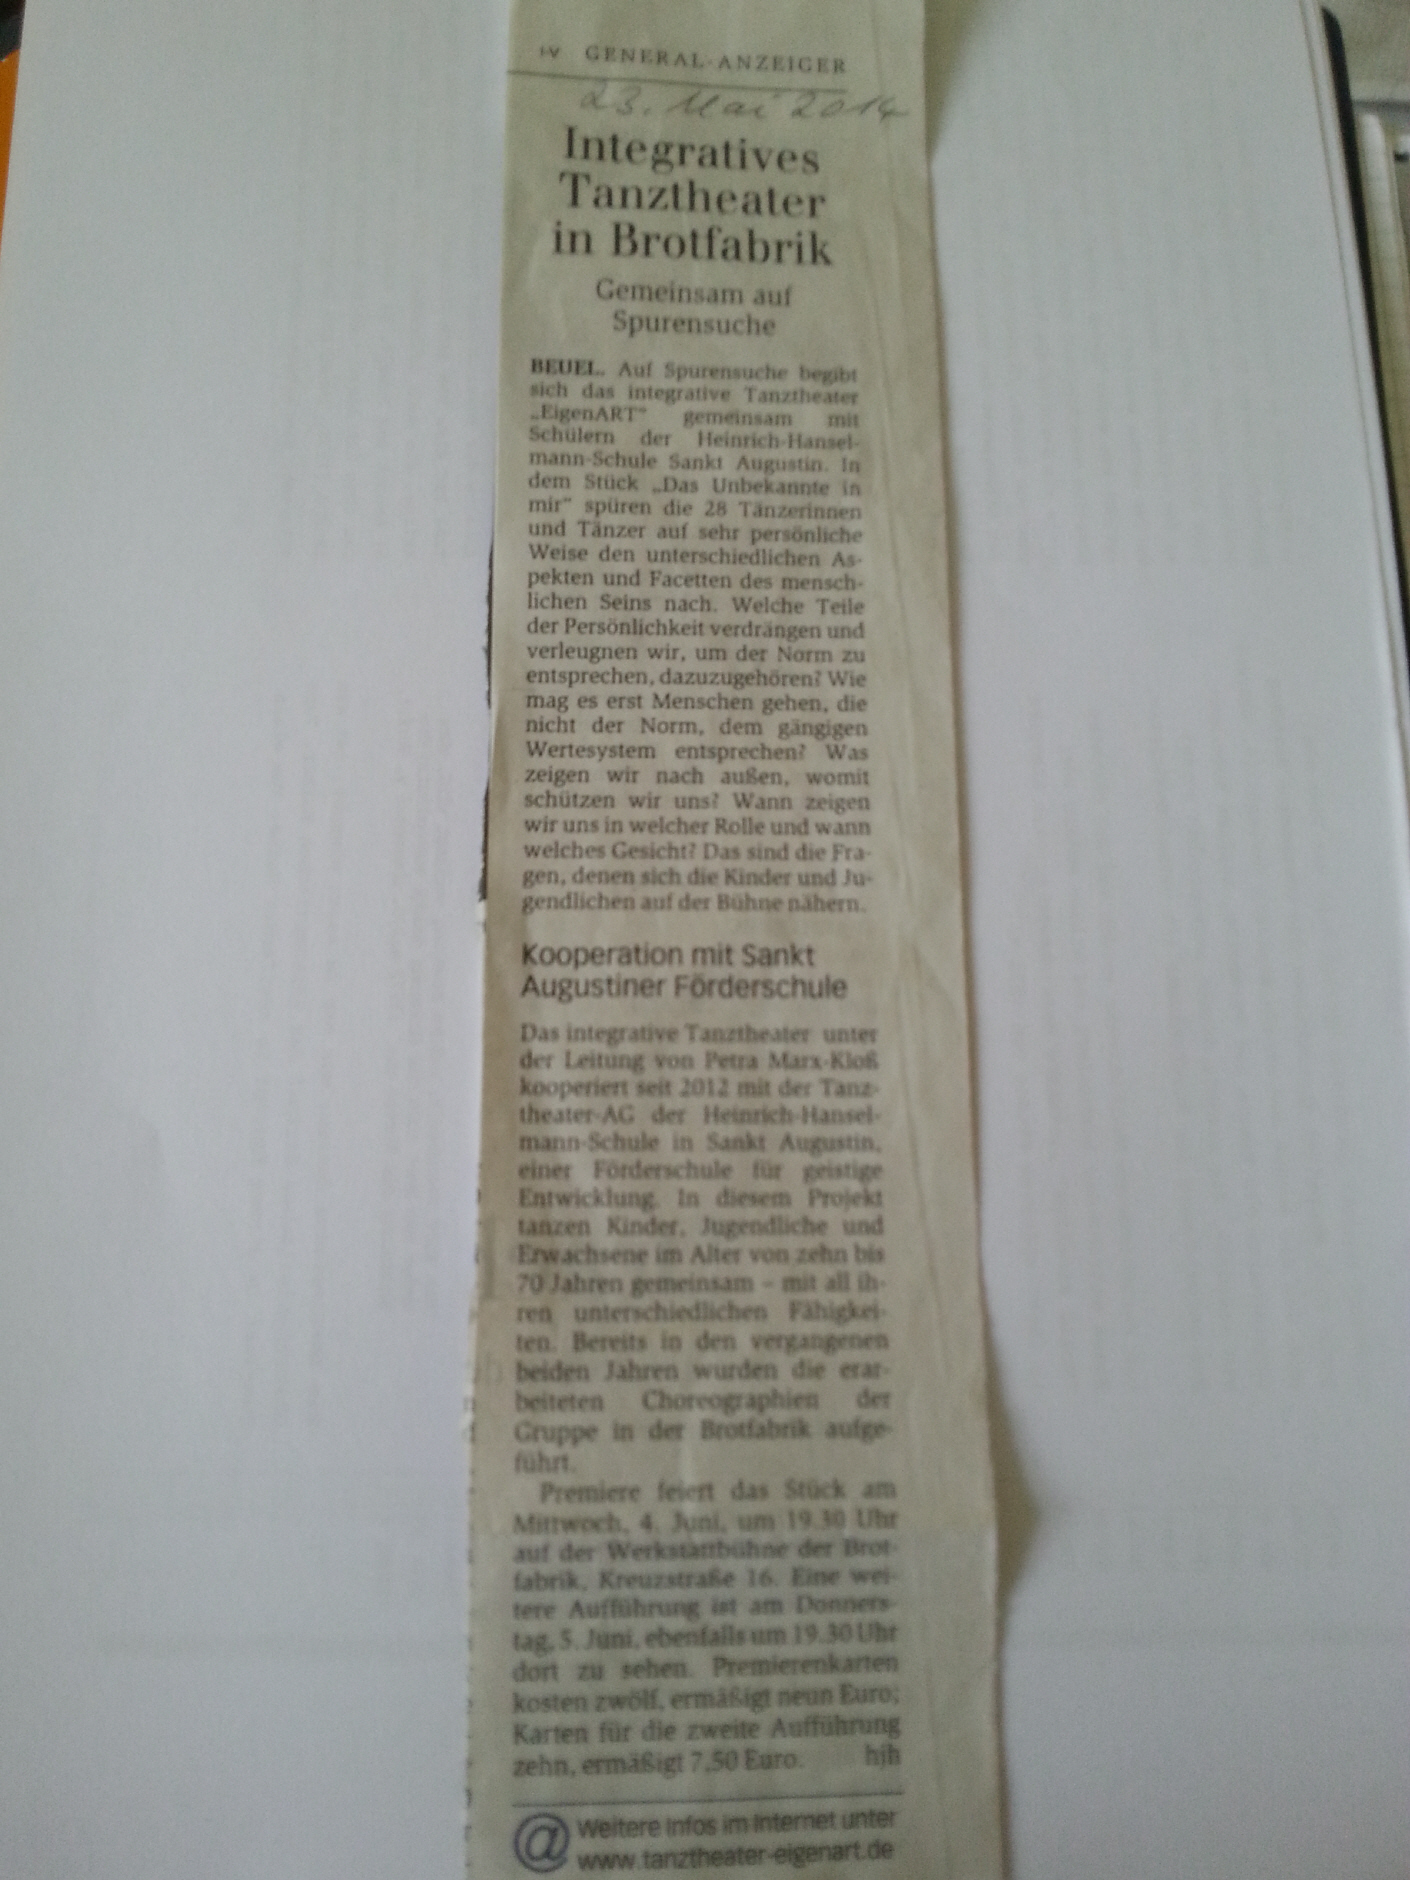 IV GENERAL-ANZEIGER
23. Mai 2014
Integratives
Tanztheater
in Brotfabrik
Gemeinsam auf
Spurensuche
BEUEL. Auf Spurensuche begibt
sich das integrative Tanztheater
„EigenART“ gemeinsam mit
Schülern der Heinrich-Hansel-
mann-Schule Sankt Augustin. In
dem Stück „Das Unbekannte in
mir“ spüren die 28 Tänzerinnen
und Tänzer auf sehr persönliche
Weise den unterschiedlichen As-
pekten und Facetten des mensch-
lichen Seins nach. Welche Teile
der Persönlichkeit verdrängen und
verleugnen wir, um der Norm zu
entsprechen, dazuzugehören? Wie
mag es erst Menschen gehen, die
nicht der Norm, dem gängigen
Wertesystem entsprechen? Was
zeigen wir nach außen, womit
schützen wir uns? Wann zeigen
wir uns in welcher Rolle und wann
welches Gesicht? Das sind die Fra-
gen, denen sich die Kinder und Ju-
gendlichen auf der Bühne nähern.
Kooperation mit Sankt
Augustiner Förderschule
Das integrative Tanztheater unter
der Leitung von Petra Marx-Kloß
kooperiert seit 2012 mit der Tanz-
theater-AG der Heinrich-Hansel-
mann-Schule in Sankt Augustin,
einer Förderschule für geistige
Entwicklung. In diesem Projekt
tanzen Kinder, Jugendliche und
Erwachsene im Alter von zehn bis
70 Jahren gemeinsam – mit all ih-
ren unterschiedlichen Fähigkei-
ten. Bereits in den vergangenen
beiden Jahren wurden die erar-
beiteten Choreographien der
Gruppe in der Brotfabrik aufge-
führt.
Premiere feiert das Stück am
Mittwoch, 4. Juni, um 19.30 Uhr
auf der Werkstattbühne der Brot-
fabrik, Kreuzstraße 16. Eine wei-
tere Aufführung ist am Donners-
tag, 5. Juni, ebenfalls um 19.30 Uhr
dort zu sehen. Premierenkarten
kosten zwölf, ermäßigt neun Euro;
Karten für die zweite Aufführung
zehn, ermäßigt 7,50 Euro. hjh
@ Weitere Infos im Internet unter
www.tanztheater-eigenart.de